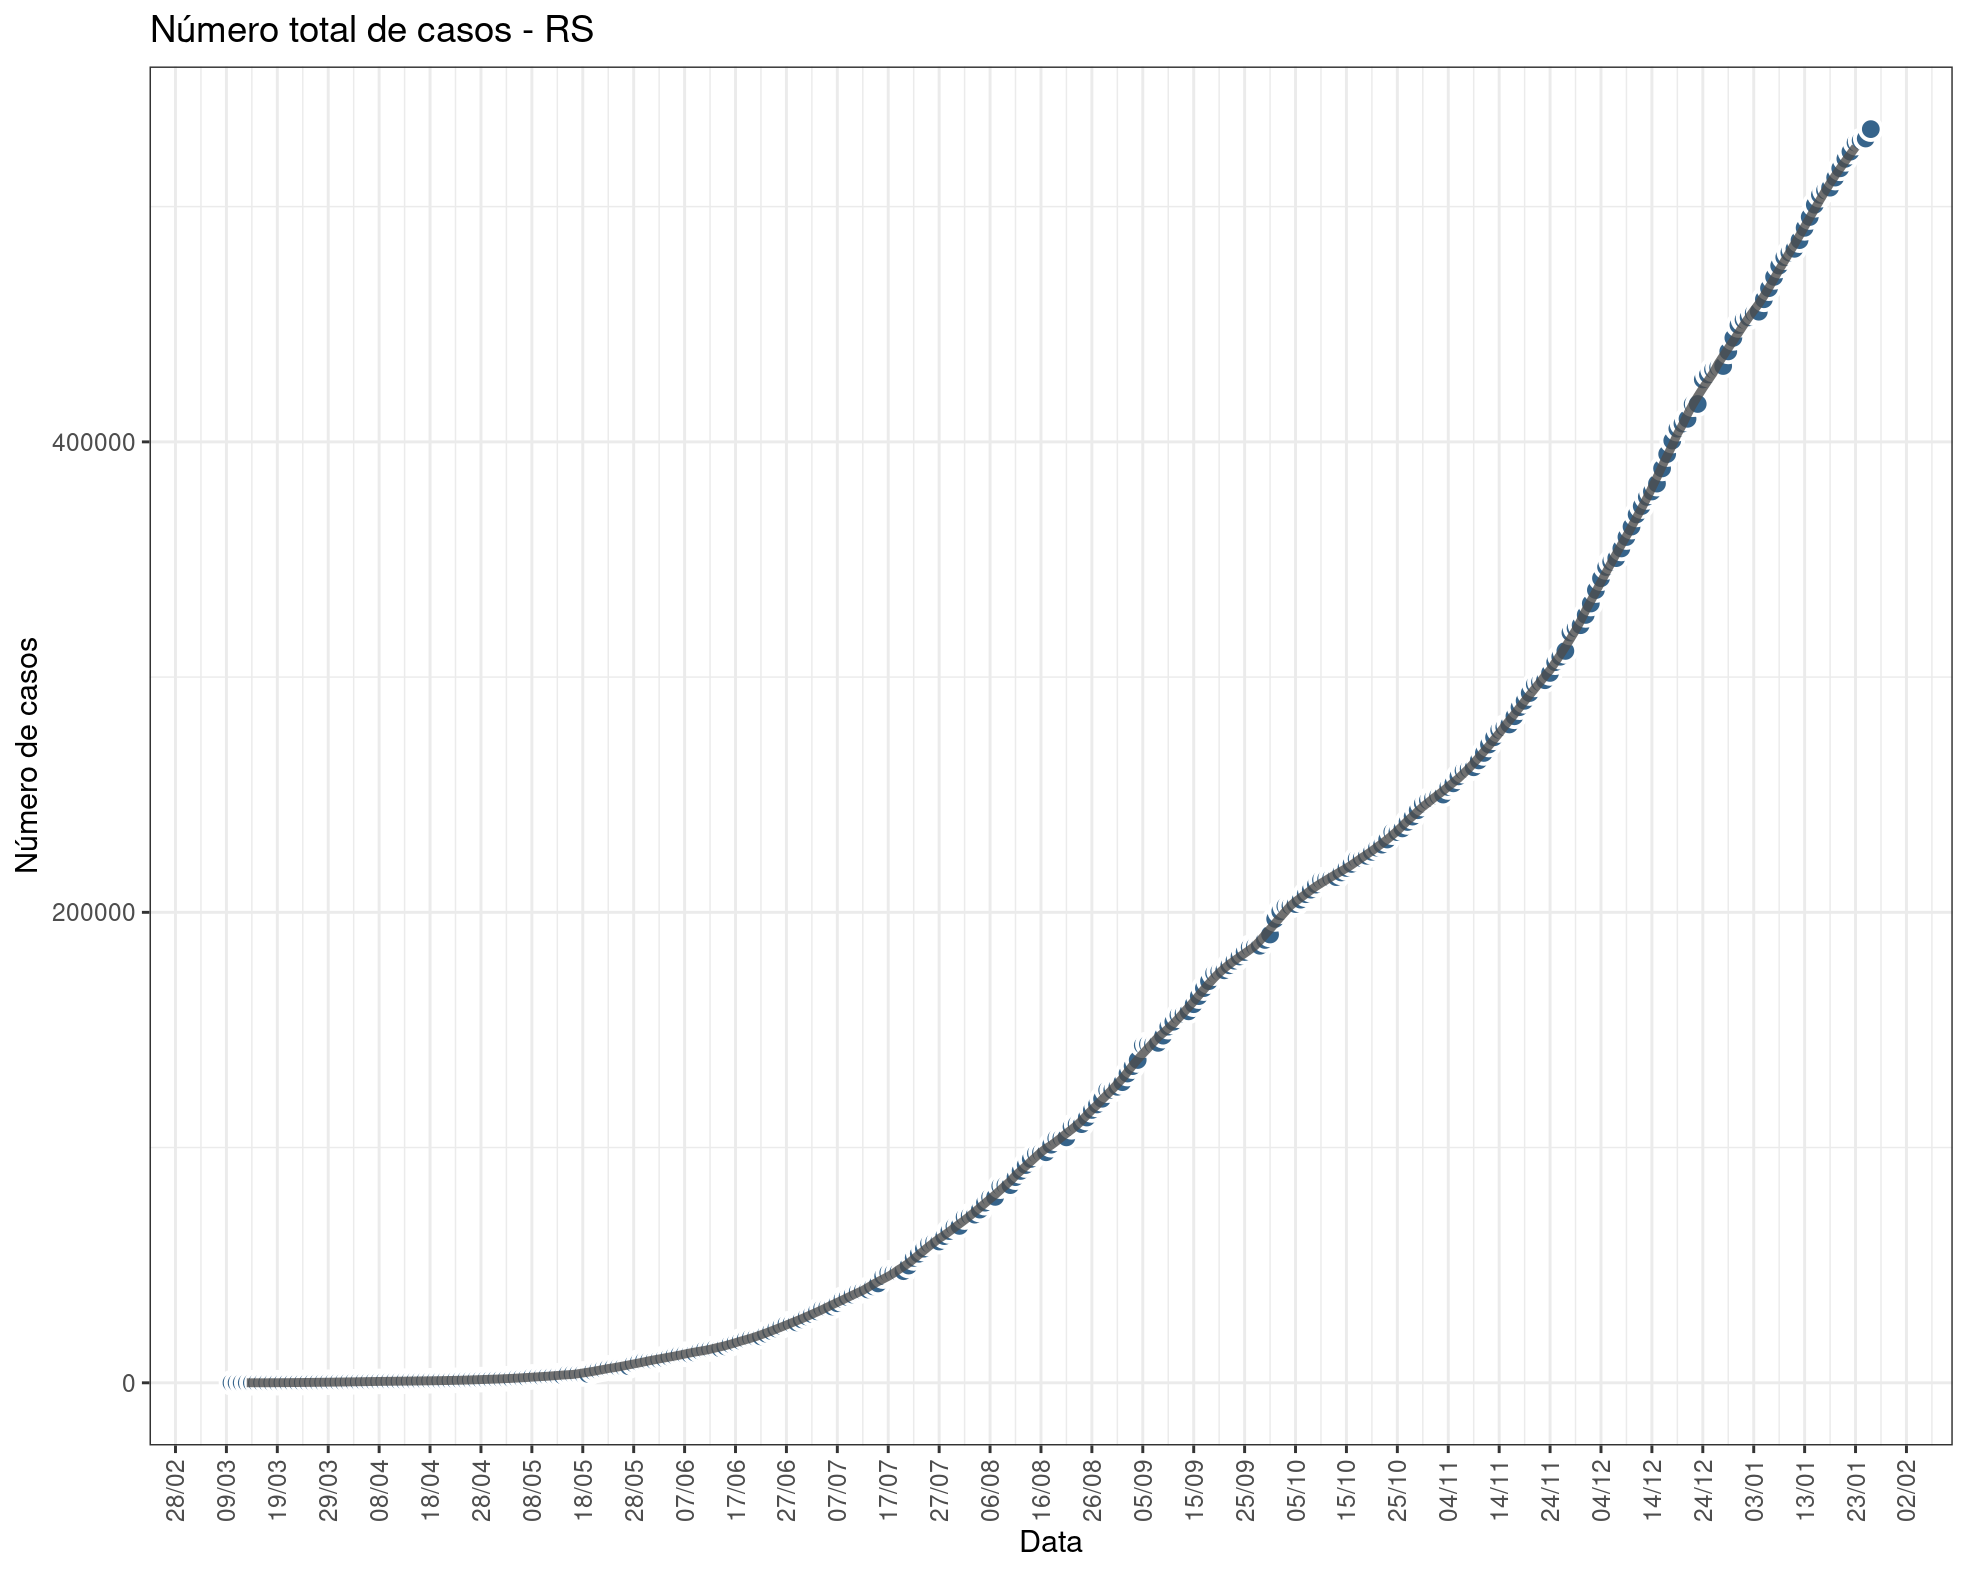 Número total de casos - RS
Número de casos
400000
200000
0
28/02 09/03 19/03 29/03 08/04 18/04 28/04 08/05 18/05 28/05 07/06 17/06 27/06 07/07 17/07 27/07 06/08 16/08 26/08 05/09 15/09 25/09 05/10 15/10 25/10 04/11 14/11 24/11 04/12 14/12 24/12 03/01 13/01 23/01 02/02
Data